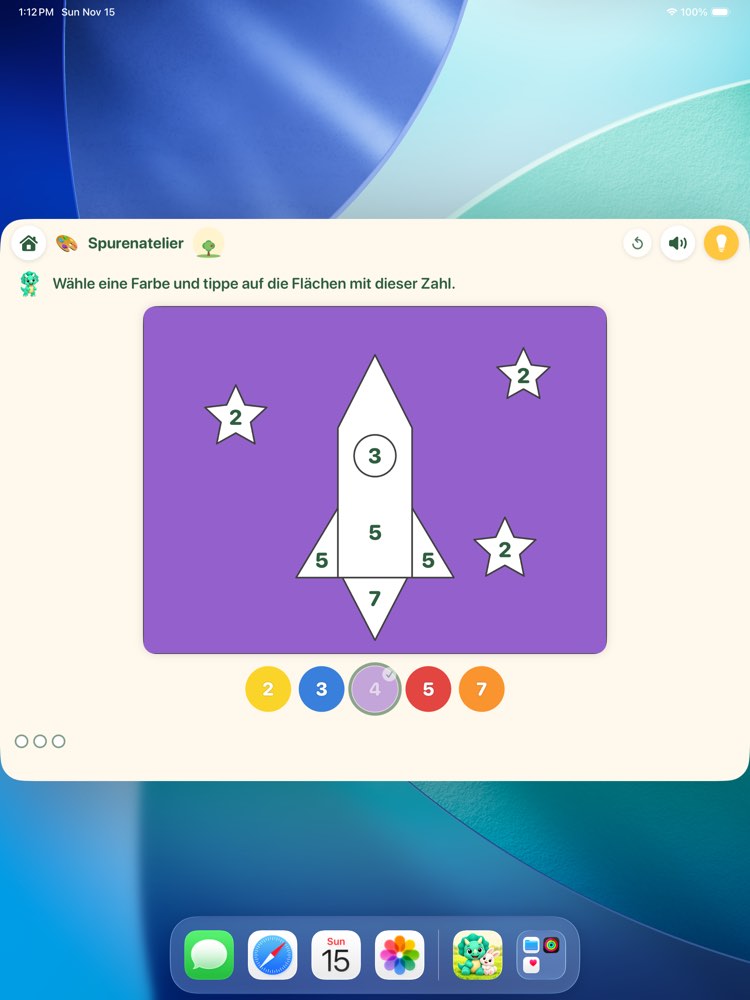 1:12 PM Sun Nov 15
100%
Spurenatelier
Wähle eine Farbe und tippe auf die Flächen mit dieser Zahl.
2
2
3
5
5
5
2
7
2 3 4 5 7
Sun
15